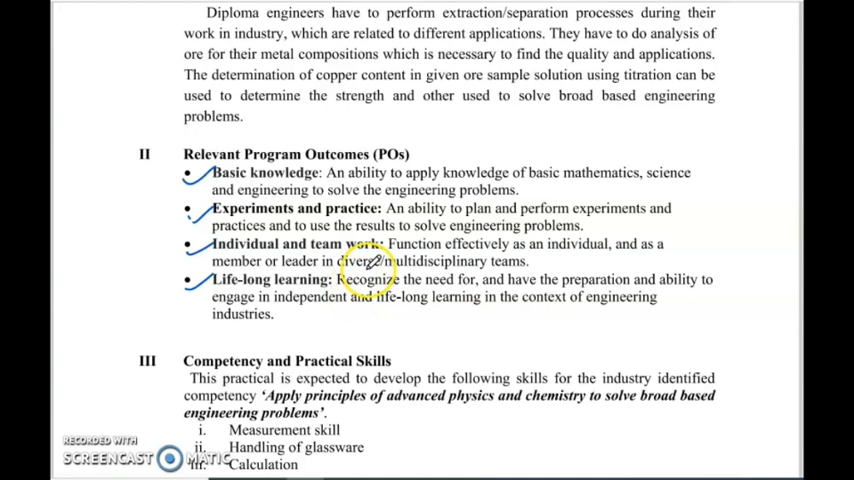 Diploma engineers have to perform extraction/separation processes during their
work in industry, which are related to different applications. They have to do analysis of
ore for their metal compositions which is necessary to find the quality and applications.
The determination of copper content in given ore sample solution using titration can be
used to determine the strength and other used to solve broad based engineering
problems.
II Relevant Program Outcomes (POs)
• Basic knowledge: An ability to apply knowledge of basic mathematics, science
and engineering to solve the engineering problems.
• Experiments and practice: An ability to plan and perform experiments and
practices and to use the results to solve engineering problems.
• Individual and team work: Function effectively as an individual, and as a
member or leader in diverse/multidisciplinary teams.
• Life-long learning: Recognize the need for, and have the preparation and ability to
engage in independent and life-long learning in the context of engineering
industries.
III Competency and Practical Skills
This practical is expected to develop the following skills for the industry identified
competency ‘Apply principles of advanced physics and chemistry to solve broad based
engineering problems’.
i. Measurement skill
ii. Handling of glassware
iii. Calculation
RECORDED WITH
SCREENCAST MATIC